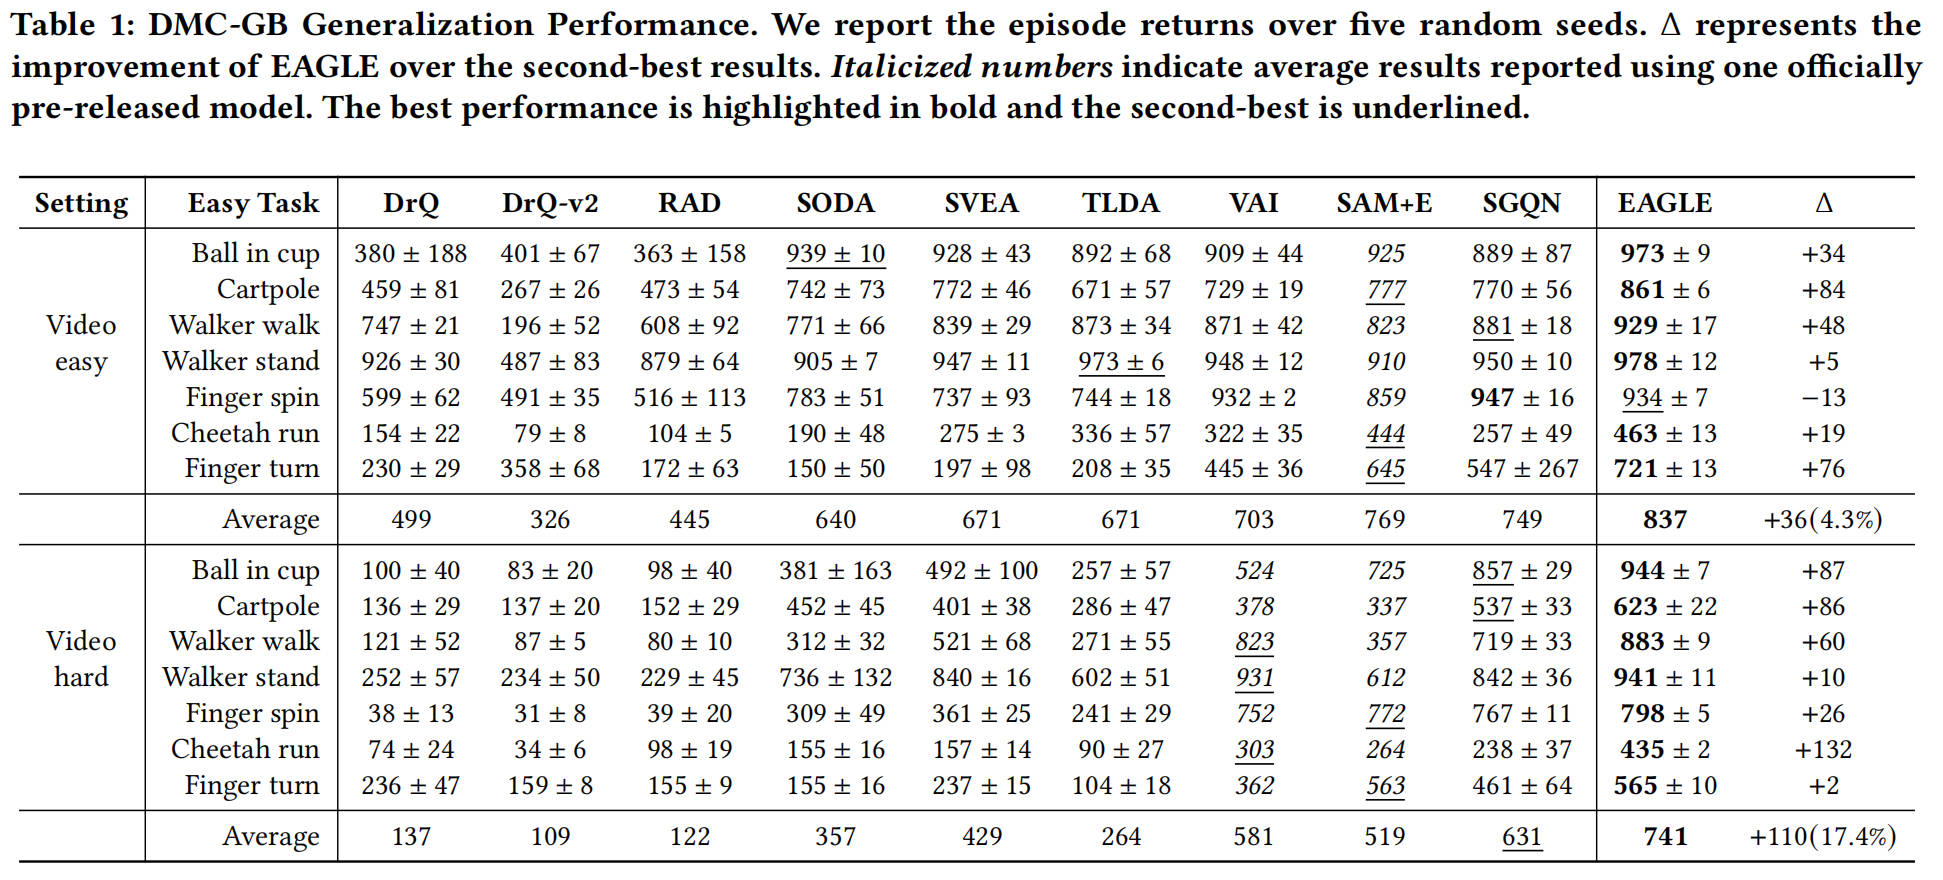 Table 1: DMC-GB Generalization Performance. We report the episode returns over five random seeds. Δ represents the
improvement of EAGLE over the second-best results. Italicized numbers indicate average results reported using one officially
pre-released model. The best performance is highlighted in bold and the second-best is underlined.
Setting Easy Task DrQ DrQ-v2 RAD SODA SVEA TLDA VAI SAM+E SGQN EAGLE Δ
Ball in cup 380 ± 188 401 ± 67 363 ± 158 939 ± 10 928 ± 43 892 ± 68 909 ± 44 925 889 ± 87 973 ± 9 +34
Cartpole 459 ± 81 267 ± 26 473 ± 54 742 ± 73 772 ± 46 671 ± 57 729 ± 19 777 770 ± 56 861 ± 6 +84
Video Walker walk 747 ± 21 196 ± 52 608 ± 92 771 ± 66 839 ± 29 873 ± 34 871 ± 42 823 881 ± 18 929 ± 17 +48
easy Walker stand 926 ± 30 487 ± 83 879 ± 64 905 ± 7 947 ± 11 973 ± 6 948 ± 12 910 950 ± 10 978 ± 12 +5
Finger spin 599 ± 62 491 ± 35 516 ± 113 783 ± 51 737 ± 93 744 ± 18 932 ± 2 859 947 ± 16 934 ± 7 −13
Cheetah run 154 ± 22 79 ± 8 104 ± 5 190 ± 48 275 ± 3 336 ± 57 322 ± 35 444 257 ± 49 463 ± 13 +19
Finger turn 230 ± 29 358 ± 68 172 ± 63 150 ± 50 197 ± 98 208 ± 35 445 ± 36 645 547 ± 267 721 ± 13 +76
Average 499 326 445 640 671 671 703 769 749 837 +36(4.3%)
Ball in cup 100 ± 40 83 ± 20 98 ± 40 381 ± 163 492 ± 100 257 ± 57 524 725 857 ± 29 944 ± 7 +87
Cartpole 136 ± 29 137 ± 20 152 ± 29 452 ± 45 401 ± 38 286 ± 47 378 337 537 ± 33 623 ± 22 +86
Video Walker walk 121 ± 52 87 ± 5 80 ± 10 312 ± 32 521 ± 68 271 ± 55 823 357 719 ± 33 883 ± 9 +60
hard Walker stand 252 ± 57 234 ± 50 229 ± 45 736 ± 132 840 ± 16 602 ± 51 931 612 842 ± 36 941 ± 11 +10
Finger spin 38 ± 13 31 ± 8 39 ± 20 309 ± 49 361 ± 25 241 ± 29 752 772 767 ± 11 798 ± 5 +26
Cheetah run 74 ± 24 34 ± 6 98 ± 19 155 ± 16 157 ± 14 90 ± 27 303 264 238 ± 37 435 ± 2 +132
Finger turn 236 ± 47 159 ± 8 155 ± 9 155 ± 16 237 ± 15 104 ± 18 362 563 461 ± 64 565 ± 10 +2
Average 137 109 122 357 429 264 581 519 631 741 +110(17.4%)